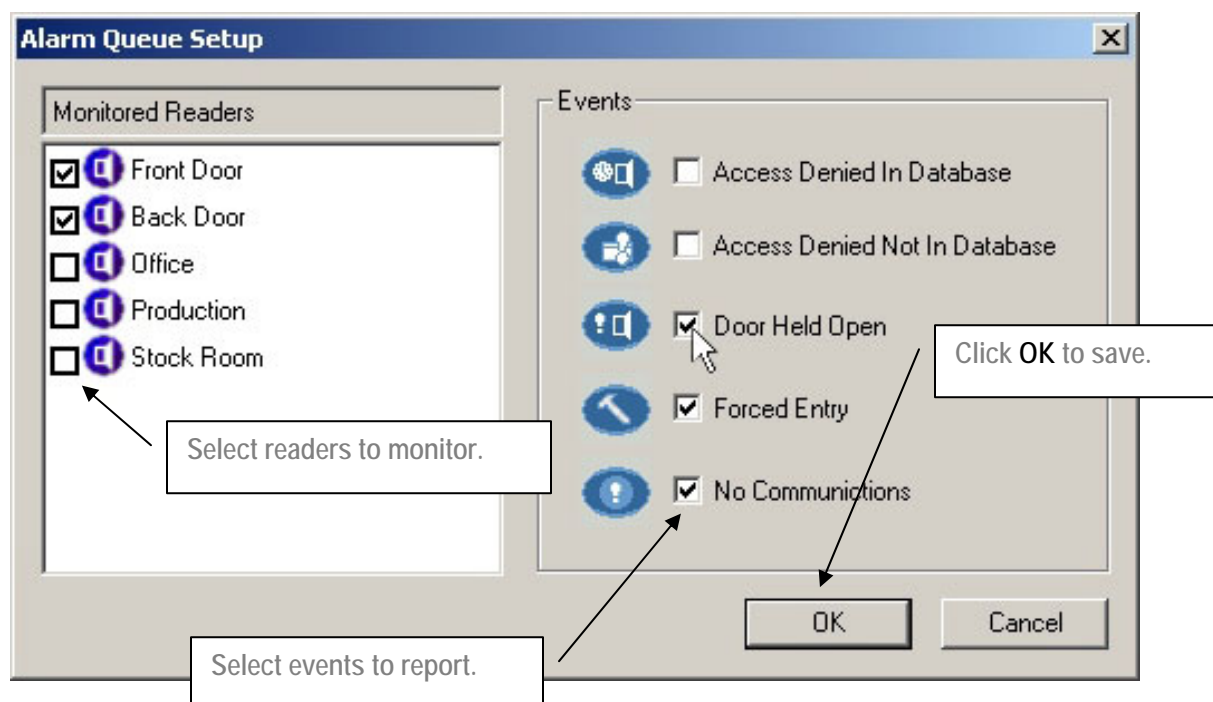 Alarm Queue Setup
Monitored Readers
Front Door
Back Door
Office
Production
Stock Room
Select readers to monitor.
Events
Access Denied In Database
Access Denied Not In Database
Door Held Open
Forced Entry
No Communictions
Click OK to save.
Select events to report.
OK
Cancel